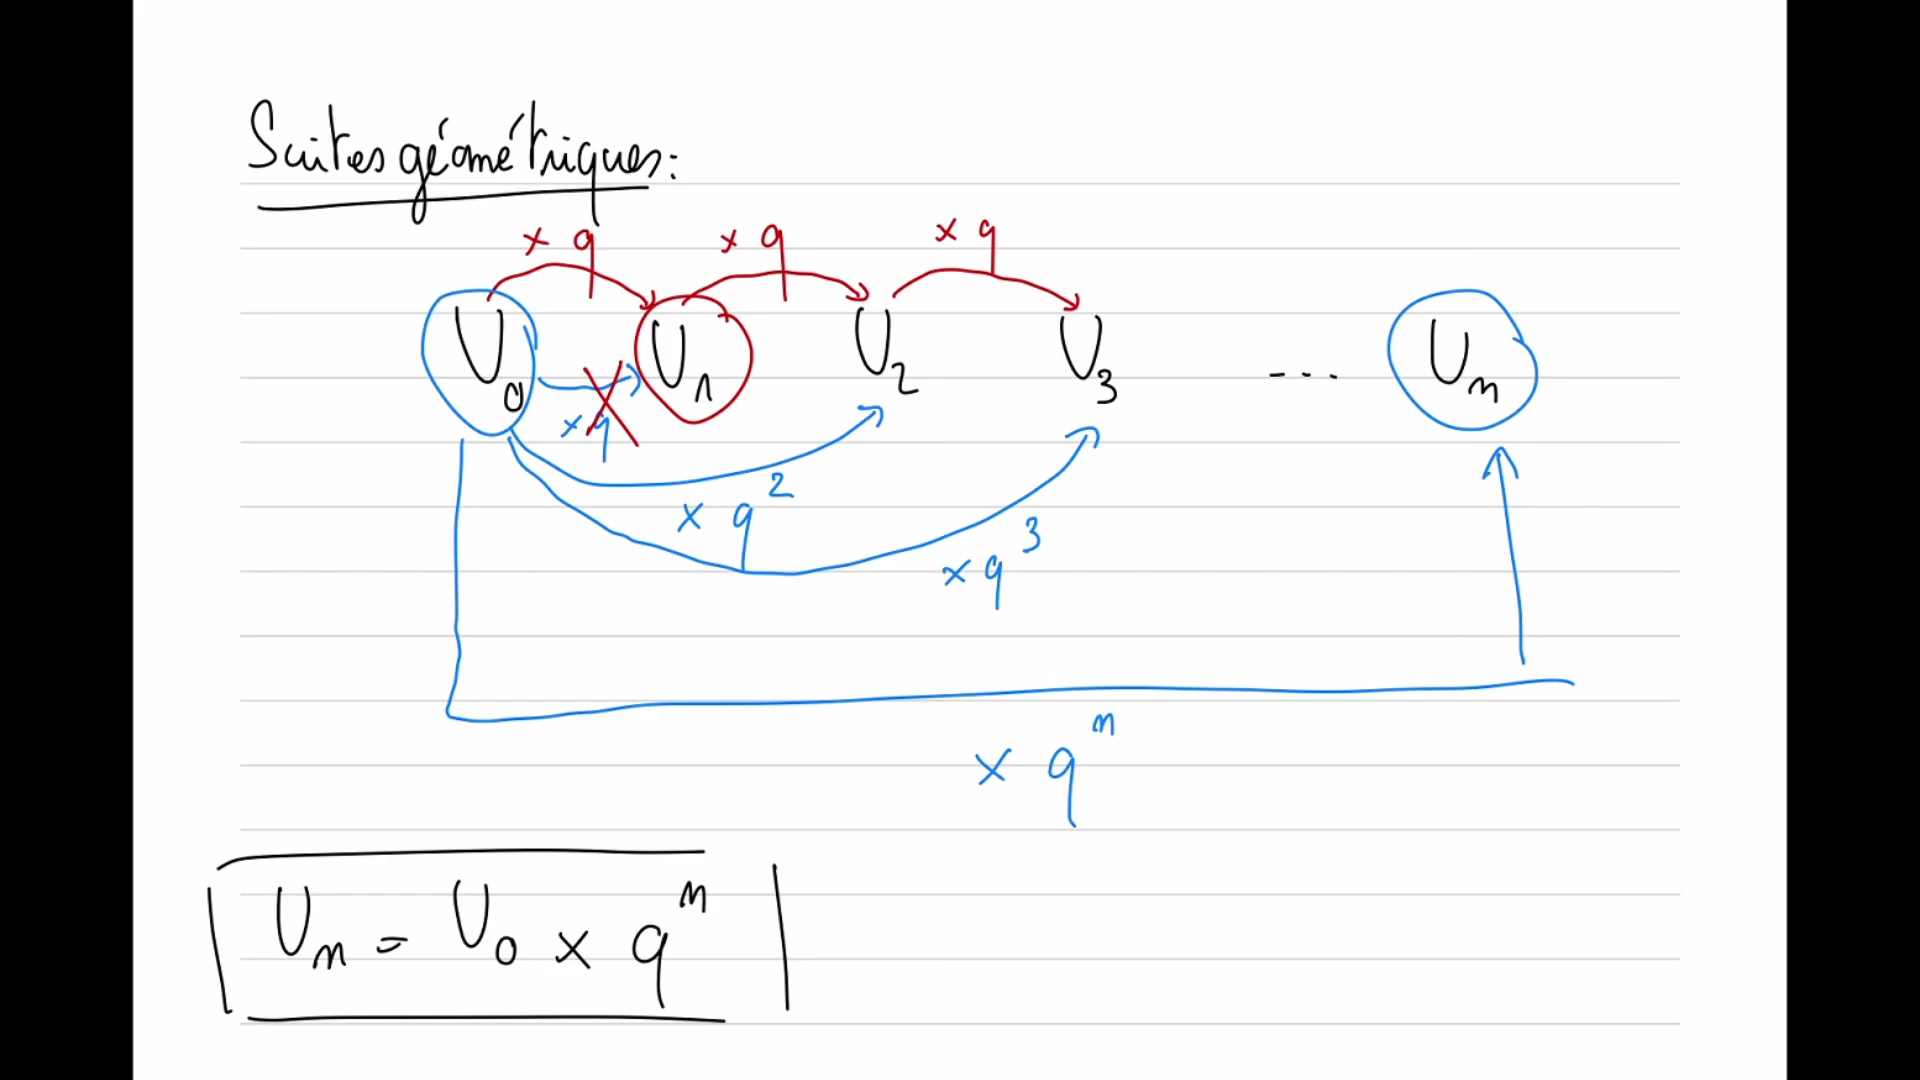 Suites géométriques:
× q × q × q
U₀ U₁ U₂ U₃ ... Uₙ
× q
× q²
× q³
× qⁿ
Uₙ = U₀ × qⁿ